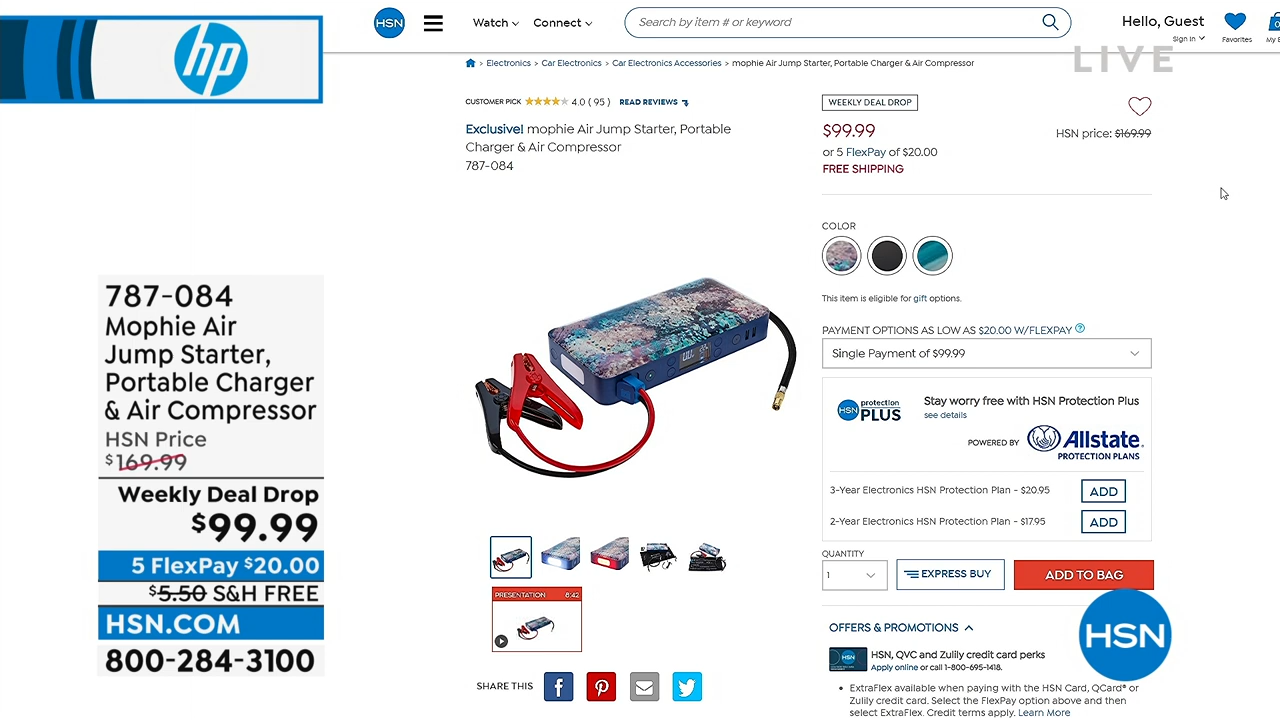 hp
787-084
Mophie Air
Jump Starter,
Portable Charger
& Air Compressor
HSN Price
$169.99
Weekly Deal Drop
$99.99
5 FlexPay $20.00
$5.50 S&H FREE
HSN.COM
800-284-3100
HSN
Watch
Connect
Search by item # or keyword
Hello, Guest
Sign In
Favorites
My
0
LIVE
> Electronics > Car Electronics > Car Electronics Accessories > mophie Air Jump Starter, Portable Charger & Air Compressor
CUSTOMER PICK 4.0 ( 95 ) READ REVIEWS
Exclusive! mophie Air Jump Starter, Portable
Charger & Air Compressor
787-084
PRESENTATION 8:42
SHARE THIS
WEEKLY DEAL DROP
$99.99
HSN price: $169.99
or 5 FlexPay of $20.00
FREE SHIPPING
COLOR
This item is eligible for gift options.
PAYMENT OPTIONS AS LOW AS $20.00 W/FLEXPAY ?
Single Payment of $99.99
HSN protection PLUS
Stay worry free with HSN Protection Plus
see details
POWERED BY Allstate.
PROTECTION PLANS
3-Year Electronics HSN Protection Plan - $20.95 ADD
2-Year Electronics HSN Protection Plan - $17.95 ADD
QUANTITY
1
EXPRESS BUY
ADD TO BAG
OFFERS & PROMOTIONS
HSN
HSN, QVC and Zulily credit card perks
Apply online or call 1-800-695-1418.
• ExtraFlex available when paying with the HSN Card, QCard® or
Zulily credit card. Select the FlexPay option above and then
select ExtraFlex. Credit terms apply. Learn More
HSN